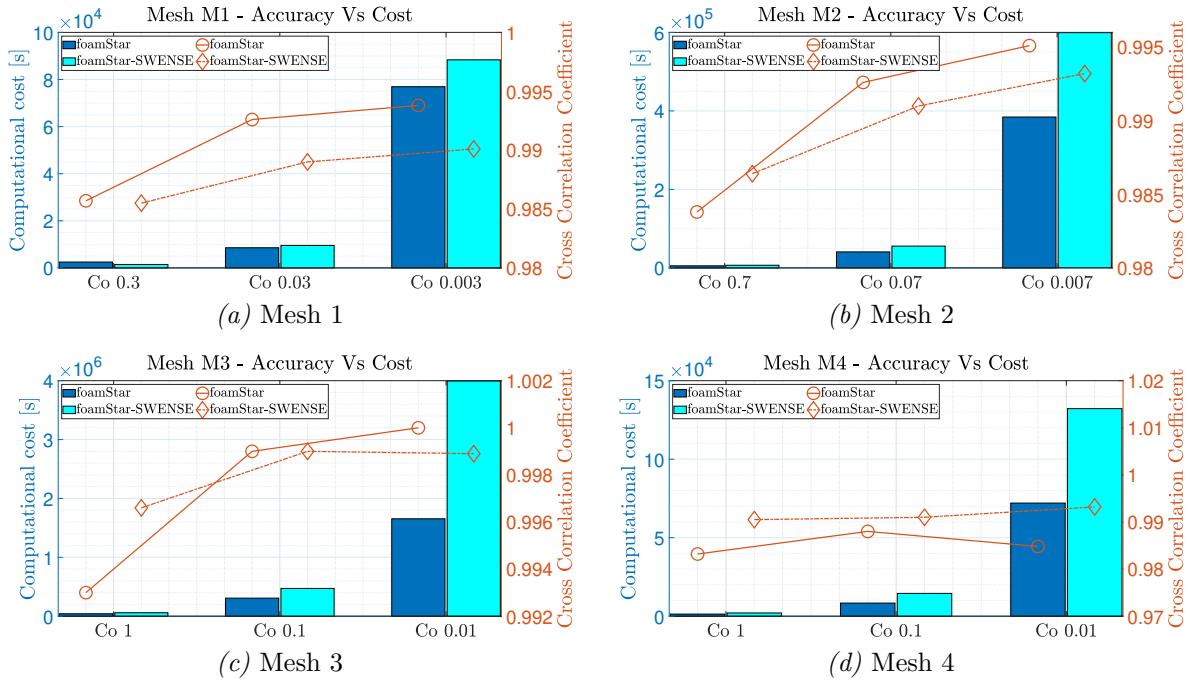 Mesh M1 - Accuracy Vs Cost
×10^4
foamStar
foamStar-SWENSE
foamStar
foamStar-SWENSE
Computational cost [s]
10
8
6
4
2
0
Cross Correlation Coefficient
1
0.995
0.99
0.985
0.98
Co 0.3
Co 0.03
Co 0.003
(a) Mesh 1
Mesh M2 - Accuracy Vs Cost
×10^5
foamStar
foamStar-SWENSE
foamStar
foamStar-SWENSE
Computational cost [s]
6
4
2
0
Cross Correlation Coefficient
0.995
0.99
0.985
0.98
Co 0.7
Co 0.07
Co 0.007
(b) Mesh 2
Mesh M3 - Accuracy Vs Cost
×10^6
foamStar
foamStar-SWENSE
foamStar
foamStar-SWENSE
Computational cost [s]
4
3
2
1
0
Cross Correlation Coefficient
1.002
1
0.998
0.996
0.994
0.992
Co 1
Co 0.1
Co 0.01
(c) Mesh 3
Mesh M4 - Accuracy Vs Cost
×10^4
foamStar
foamStar-SWENSE
foamStar
foamStar-SWENSE
Computational cost [s]
15
10
5
0
Cross Correlation Coefficient
1.02
1.01
1
0.99
0.98
0.97
Co 1
Co 0.1
Co 0.01
(d) Mesh 4